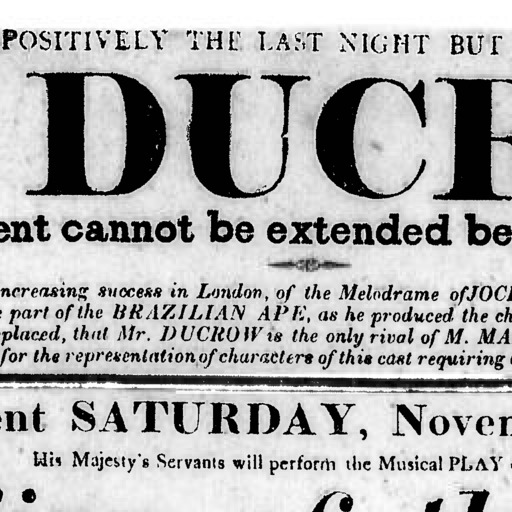 POSITIVELY THE LAST NIGHT BUT
DUCR
ent cannot be extended be
ncreasing success in London, of the Melodrame of JOC
part of the BRAZILIAN APE, as he produced the ch
placed, that Mr. DUCROW is the only rival of M. MA
for the representation of characters of this cast requiring
ent SATURDAY, Novem
His Majesty's Servants will perform the Musical PLAY